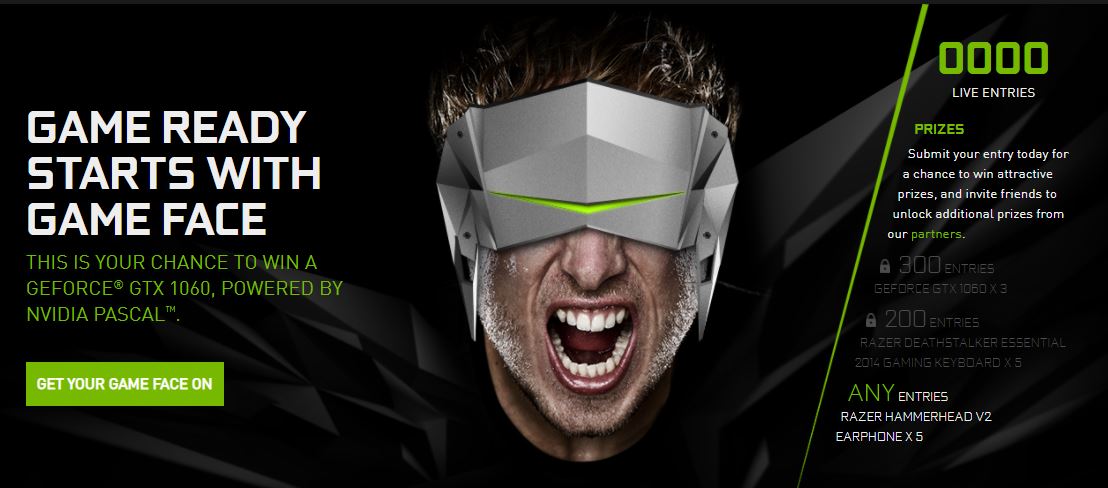 GAME READY
STARTS WITH
GAME FACE
THIS IS YOUR CHANCE TO WIN A
GEFORCE® GTX 1060, POWERED BY
NVIDIA PASCAL™.
GET YOUR GAME FACE ON
0000
LIVE ENTRIES
PRIZES
Submit your entry today for
a chance to win attractive
prizes, and invite friends to
unlock additional prizes from
our partners.
300 ENTRIES
GEFORCE GTX 1060 X 3
200 ENTRIES
RAZER DEATHSTALKER ESSENTIAL
2014 GAMING KEYBOARD X 5
ANY ENTRIES
RAZER HAMMERHEAD V2
EARPHONE X 5